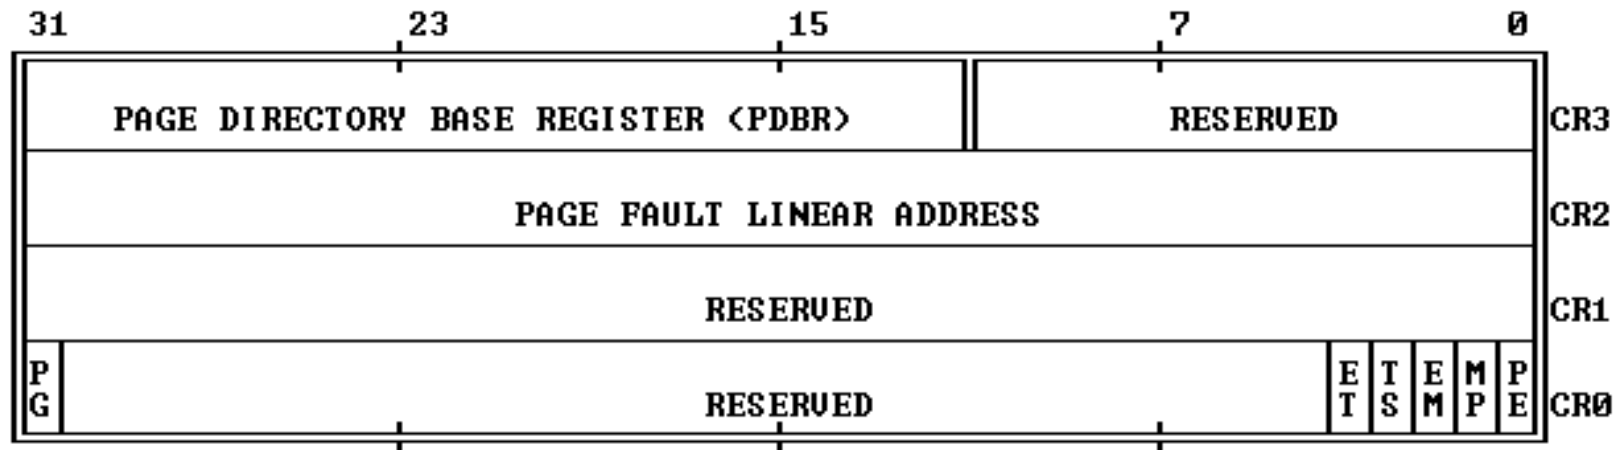 31 23 15 7 0
PAGE DIRECTORY BASE REGISTER (PDBR) RESERVED CR3
PAGE FAULT LINEAR ADDRESS CR2
RESERVED CR1
P E T E M P
G RESERVED T S M P E CR0